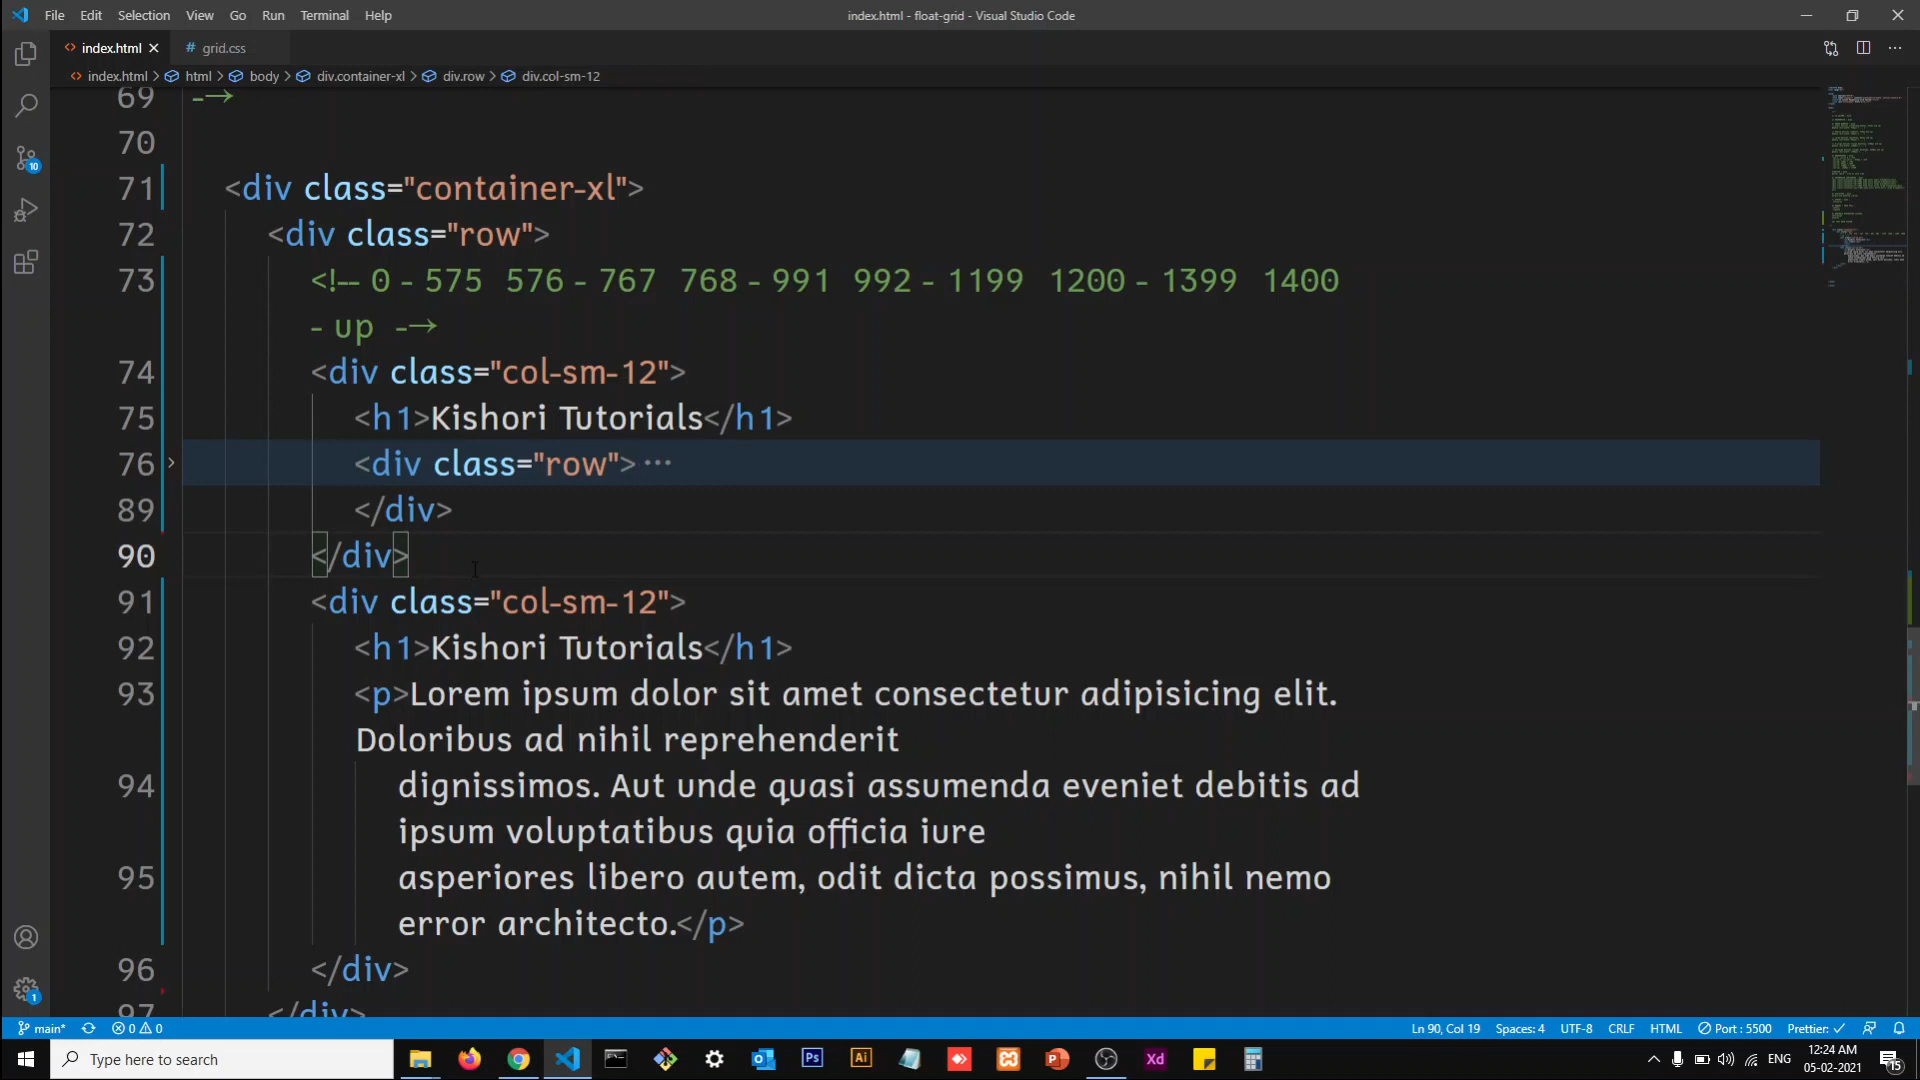 File Edit Selection View Go Run Terminal Help
index.html - float-grid - Visual Studio Code
index.html
# grid.css
index.html > html > body > div.container-xl > div.row > div.col-sm-12
69 -->
70
71 <div class="container-xl">
72 <div class="row">
73 <!-- 0 - 575 576 - 767 768 - 991 992 - 1199 1200 - 1399 1400
- up -->
74 <div class="col-sm-12">
75 <h1>Kishori Tutorials</h1>
76 <div class="row"> ···
89 </div>
90 </div>
91 <div class="col-sm-12">
92 <h1>Kishori Tutorials</h1>
93 <p>Lorem ipsum dolor sit amet consectetur adipisicing elit.
Doloribus ad nihil reprehenderit
94 dignissimos. Aut unde quasi assumenda eveniet debitis ad
ipsum voluptatibus quia officia iure
95 asperiores libero autem, odit dicta possimus, nihil nemo
error architecto.</p>
96 </div>
97 </div>
10
1
main* 0 0 Ln 90, Col 19 Spaces: 4 UTF-8 CRLF HTML Port : 5500 Prettier: ✓
Type here to search
Ps
Ai
Xd
ENG
12:24 AM
05-02-2021
15